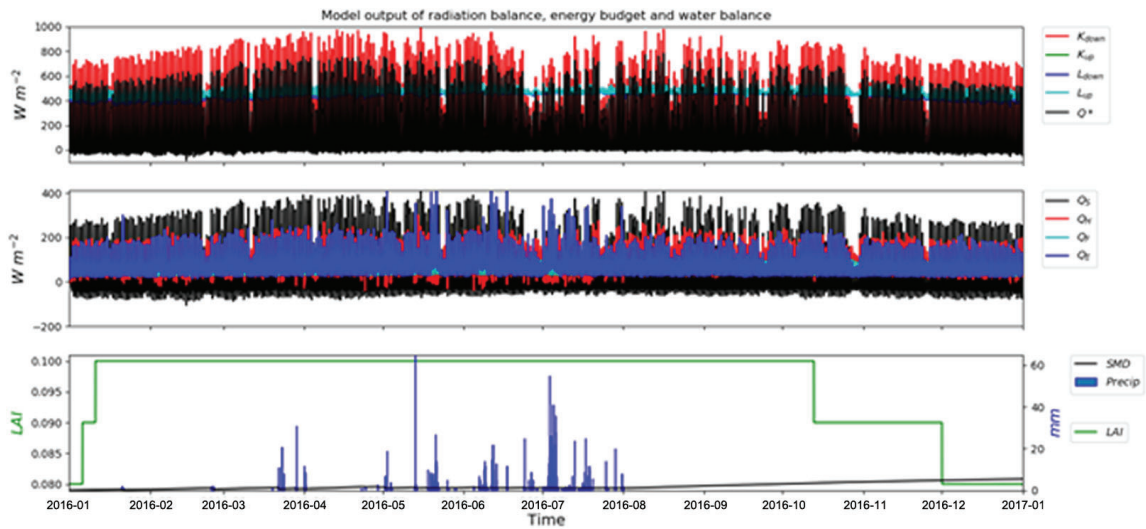 Model output of radiation balance, energy budget and water balance
1000
800
600
400
200
0
W m⁻²
K_down
K_up
L_down
L_up
Q*
400
200
0
−200
W m⁻²
Q_S
Q_H
Q_F
Q_E
0.100
0.095
0.090
0.085
0.080
LAI
60
40
20
0
mm
SMD
Precip
LAI
2016-01 2016-02 2016-03 2016-04 2016-05 2016-06 2016-07 2016-08 2016-09 2016-10 2016-11 2016-12 2017-01
Time